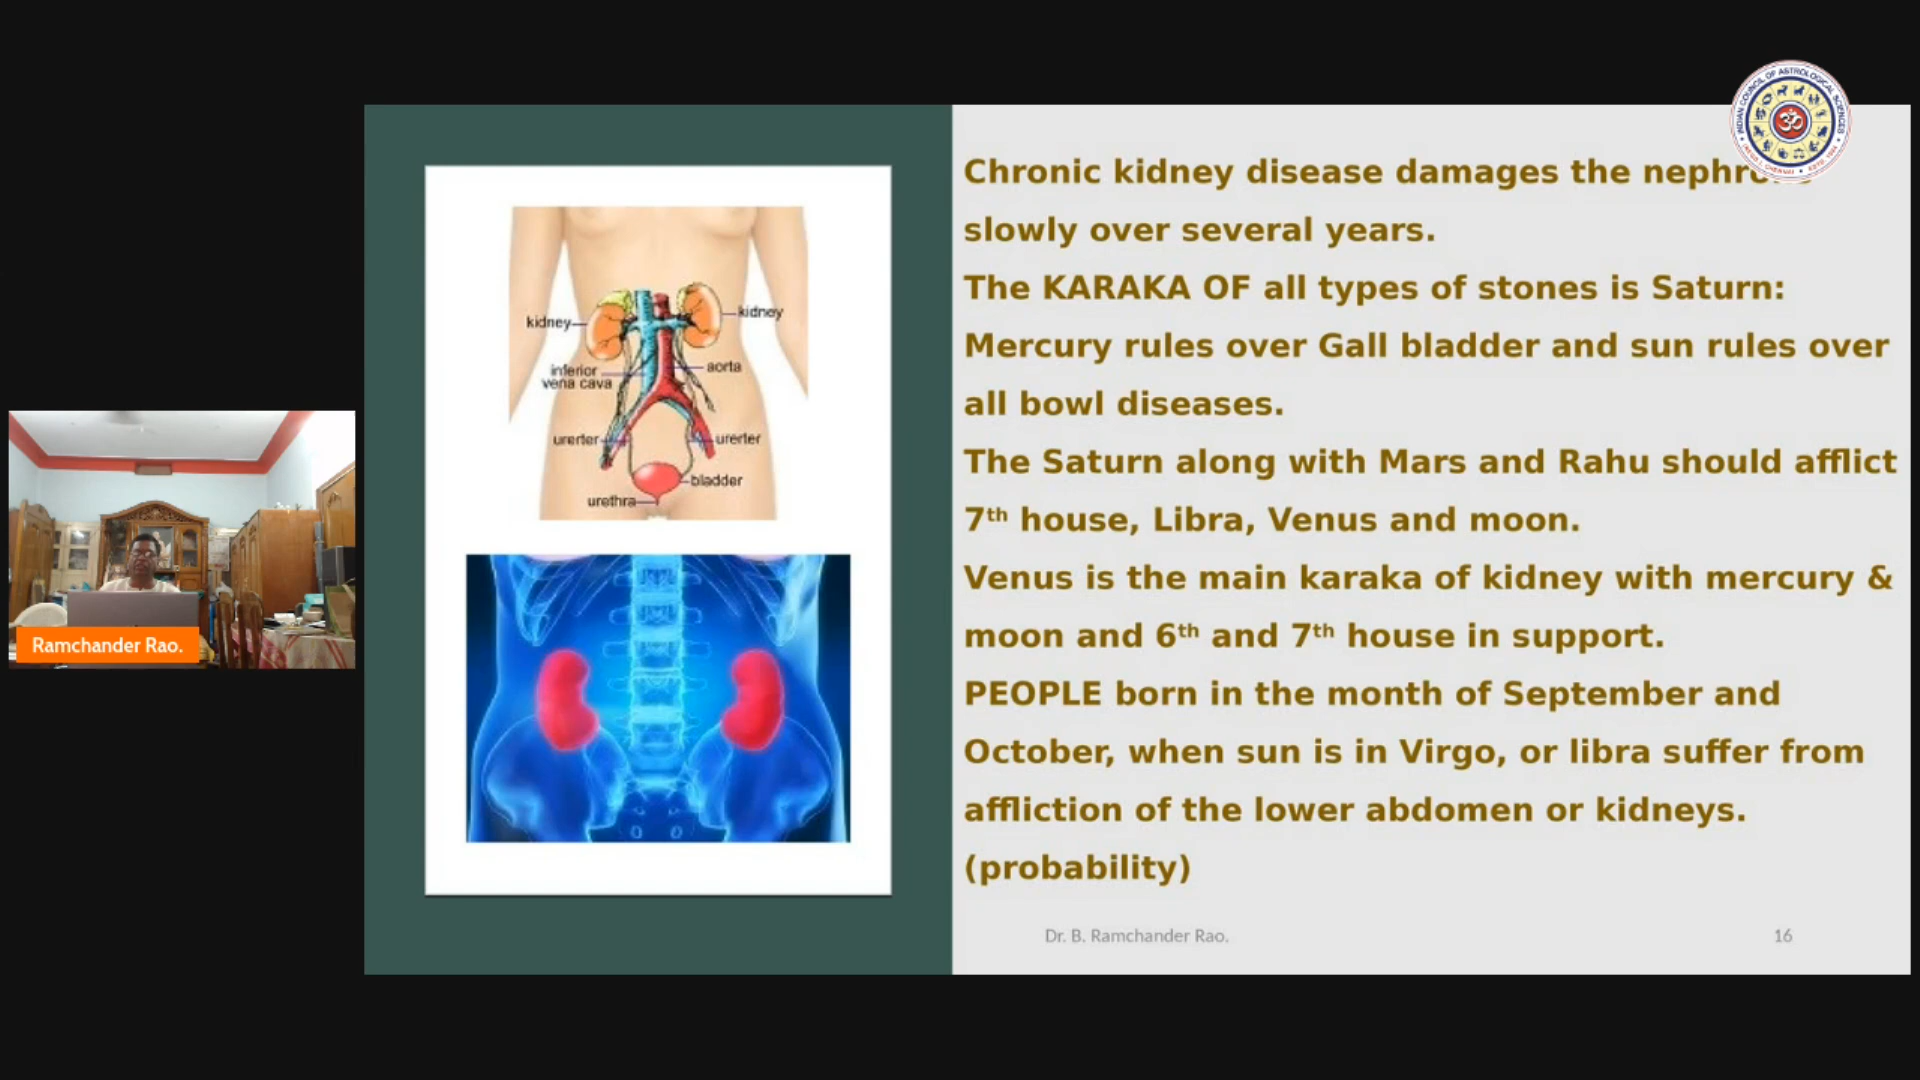 INDIAN COUNCIL OF ASTROLOGICAL SCIENCES
Chronic kidney disease damages the
slowly over several years.
The KARAKA OF all types of stones is Saturn:
Mercury rules over Gall bladder and sun rules over
all bowl diseases.
The Saturn along with Mars and Rahu should afflict
7th house, Libra, Venus and moon.
Venus is the main karaka of kidney with mercury &
moon and 6th and 7th house in support.
PEOPLE born in the month of September and
October, when sun is in Virgo, or libra suffer from
affliction of the lower abdomen or kidneys.
(probability)
Dr. B. Ramchander Rao.
16
kidney
kidney
inferior
vena cava
aorta
urerter
urerter
bladder
urethra
Ramchander Rao.